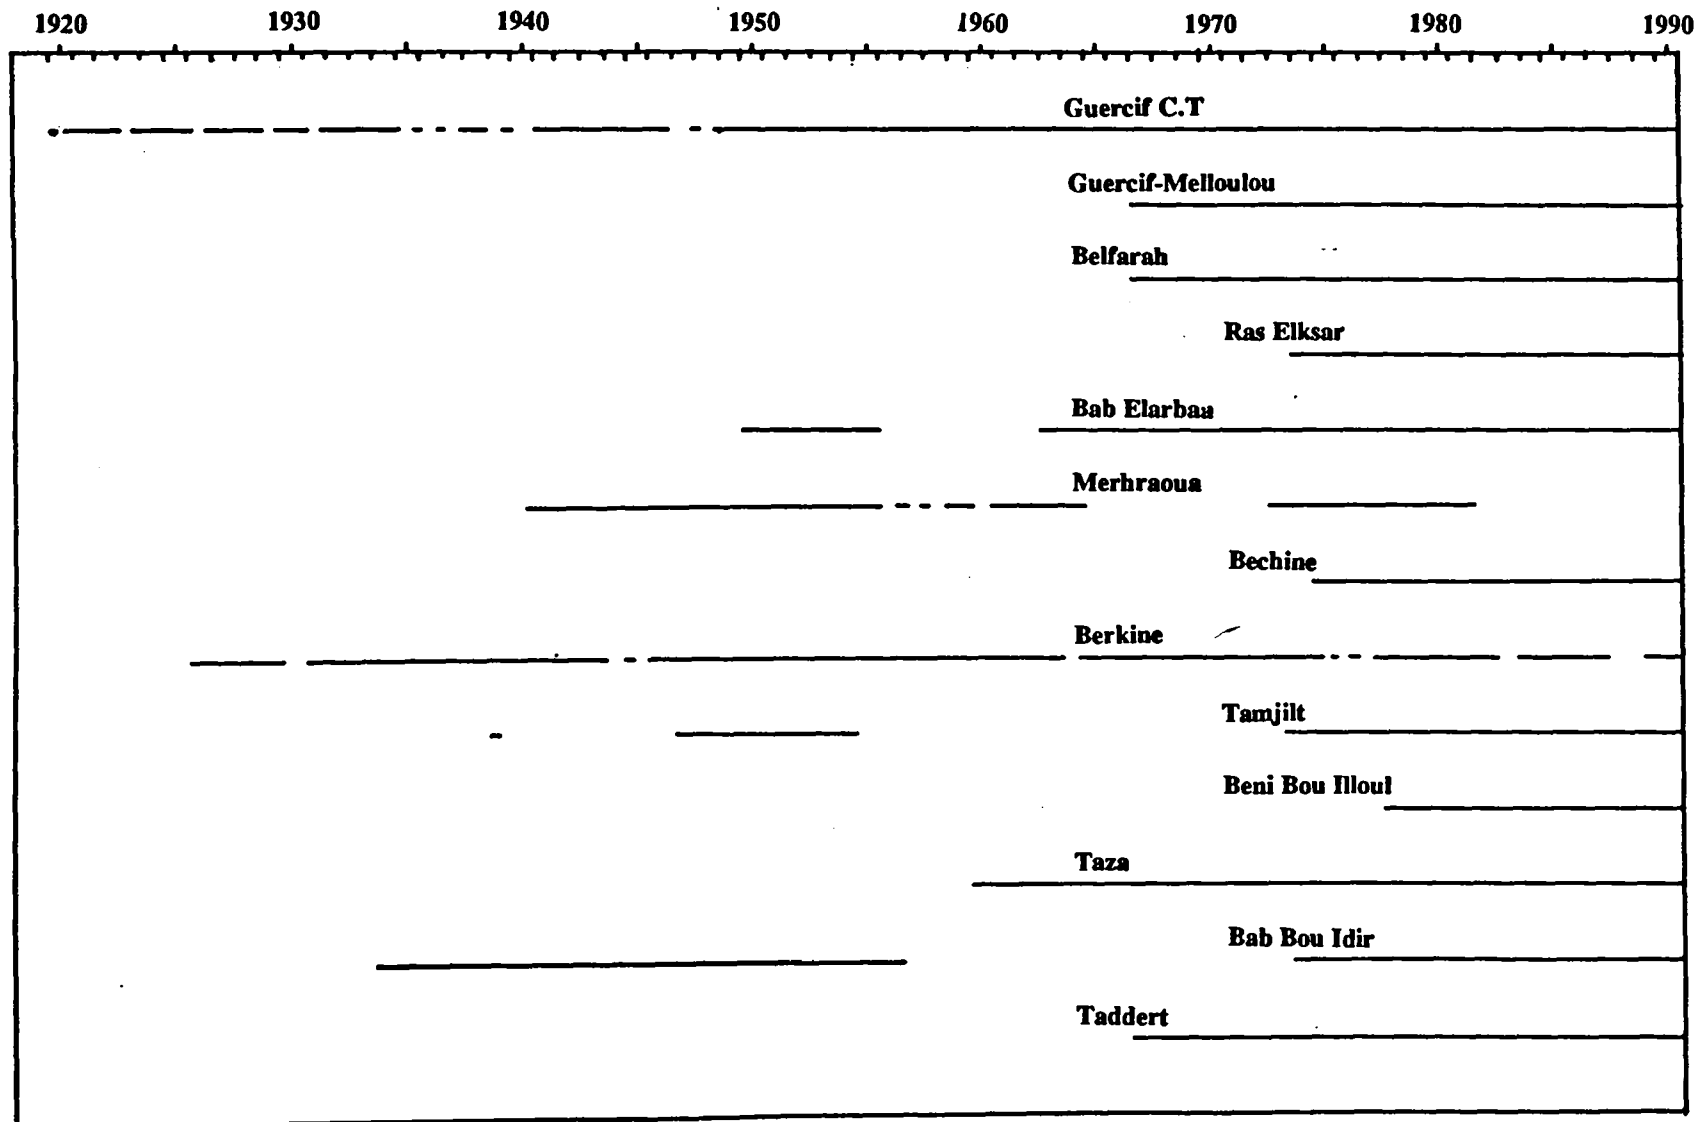 1920 1930 1940 1950 1960 1970 1980 1990
Guercif C.T
Guercif-Melloulou
Belfarah
Ras Elksar
Bab Elarbaa
Merhraoua
Bechine
Berkine
Tamjilt
Beni Bou Illoul
Taza
Bab Bou Idir
Taddert